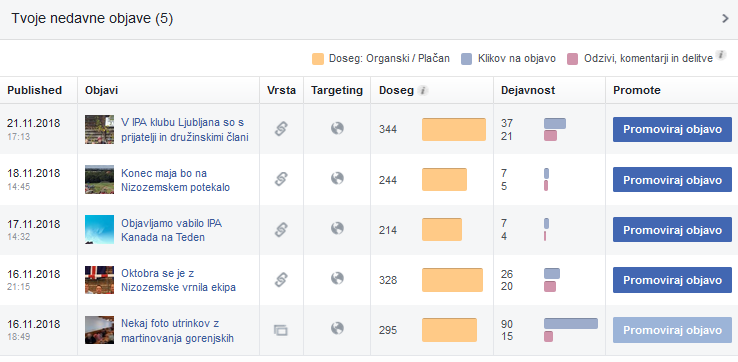 Tvoje nedavne objave (5)
Doseg: Organski / Plačan Klikov na objavo Odzivi, komentarji in delitve
Published Objavi Vrsta Targeting Doseg Dejavnost Promote
21.11.2018
17:13
V IPA klubu Ljubljana so s
prijatelji in družinskimi člani
344
37
21
Promoviraj objavo
18.11.2018
14:45
Konec maja bo na
Nizozemskem potekalo
244
7
5
Promoviraj objavo
17.11.2018
14:32
Objavljamo vabilo IPA
Kanada na Teden
214
7
4
Promoviraj objavo
16.11.2018
21:15
Oktobra se je z
Nizozemske vrnila ekipa
328
26
20
Promoviraj objavo
16.11.2018
18:49
Nekaj foto utrinkov z
martinovanja gorenjskih
295
90
15
Promoviraj objavo